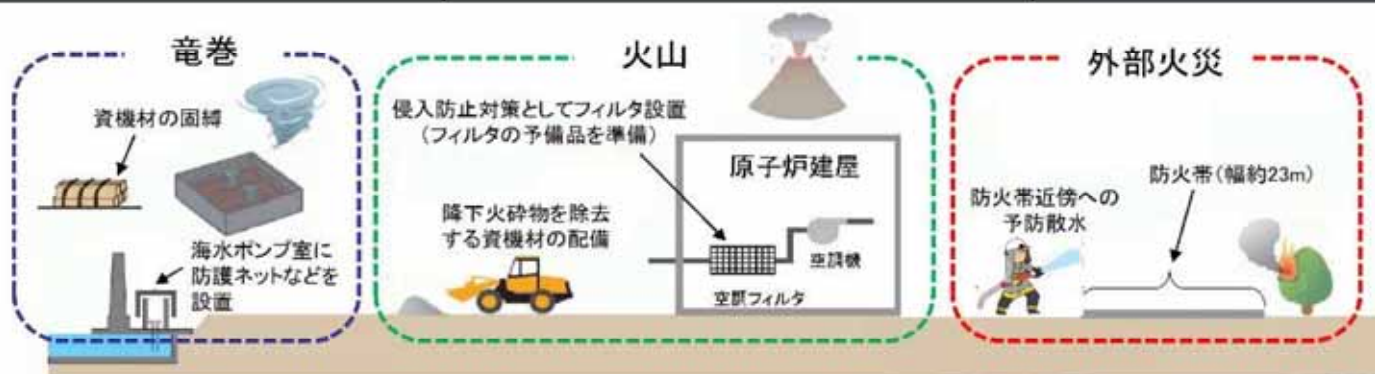 竜巻
資機材の固縛
海水ポンプ室に
防護ネットなどを
設置
火山
侵入防止対策としてフィルタ設置
(フィルタの予備品を準備)
原子炉建屋
降下火砕物を除去
する資機材の配備
空調機
空調フィルタ
外部火災
防火帯(幅約23m)
防火帯近傍への
予防散水